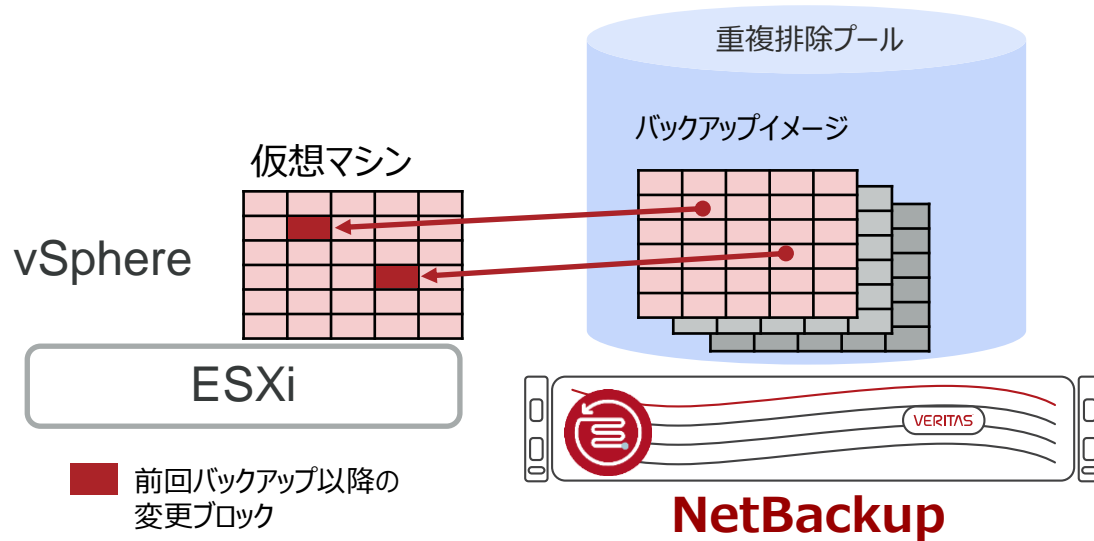 重複排除プール
バックアップイメージ
仮想マシン
vSphere
ESXi
VERITAS
前回バックアップ以降の
変更ブロック
NetBackup